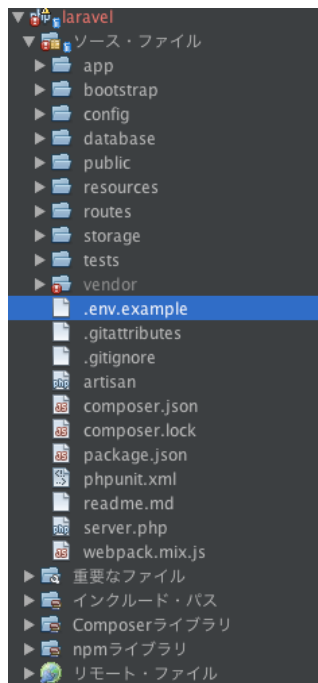 laravel
ソース・ファイル
app
bootstrap
config
database
public
resources
routes
storage
tests
vendor
.env.example
.gitattributes
.gitignore
artisan
composer.json
composer.lock
package.json
phpunit.xml
readme.md
server.php
webpack.mix.js
重要なファイル
インクルード・パス
Composerライブラリ
npmライブラリ
リモート・ファイル